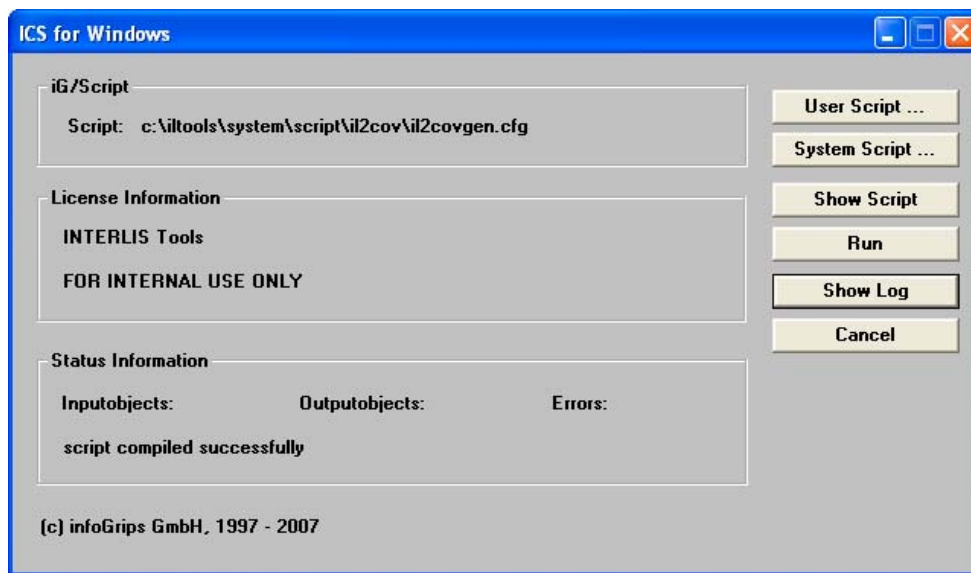 ICS for Windows
iG/Script
Script: c:\iltools\system\script\il2cov\il2covgen.cfg
License Information
INTERLIS Tools
FOR INTERNAL USE ONLY
Status Information
Inputobjects: Outputobjects: Errors:
script compiled successfully
(c) infoGrips GmbH, 1997 - 2007
User Script ...
System Script ...
Show Script
Run
Show Log
Cancel